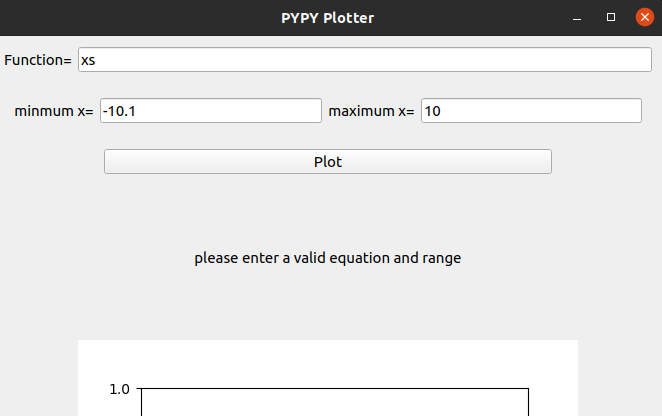 PYPY Plotter
Function= xs
minmum x= -10.1 maximum x= 10
Plot
please enter a valid equation and range
1.0